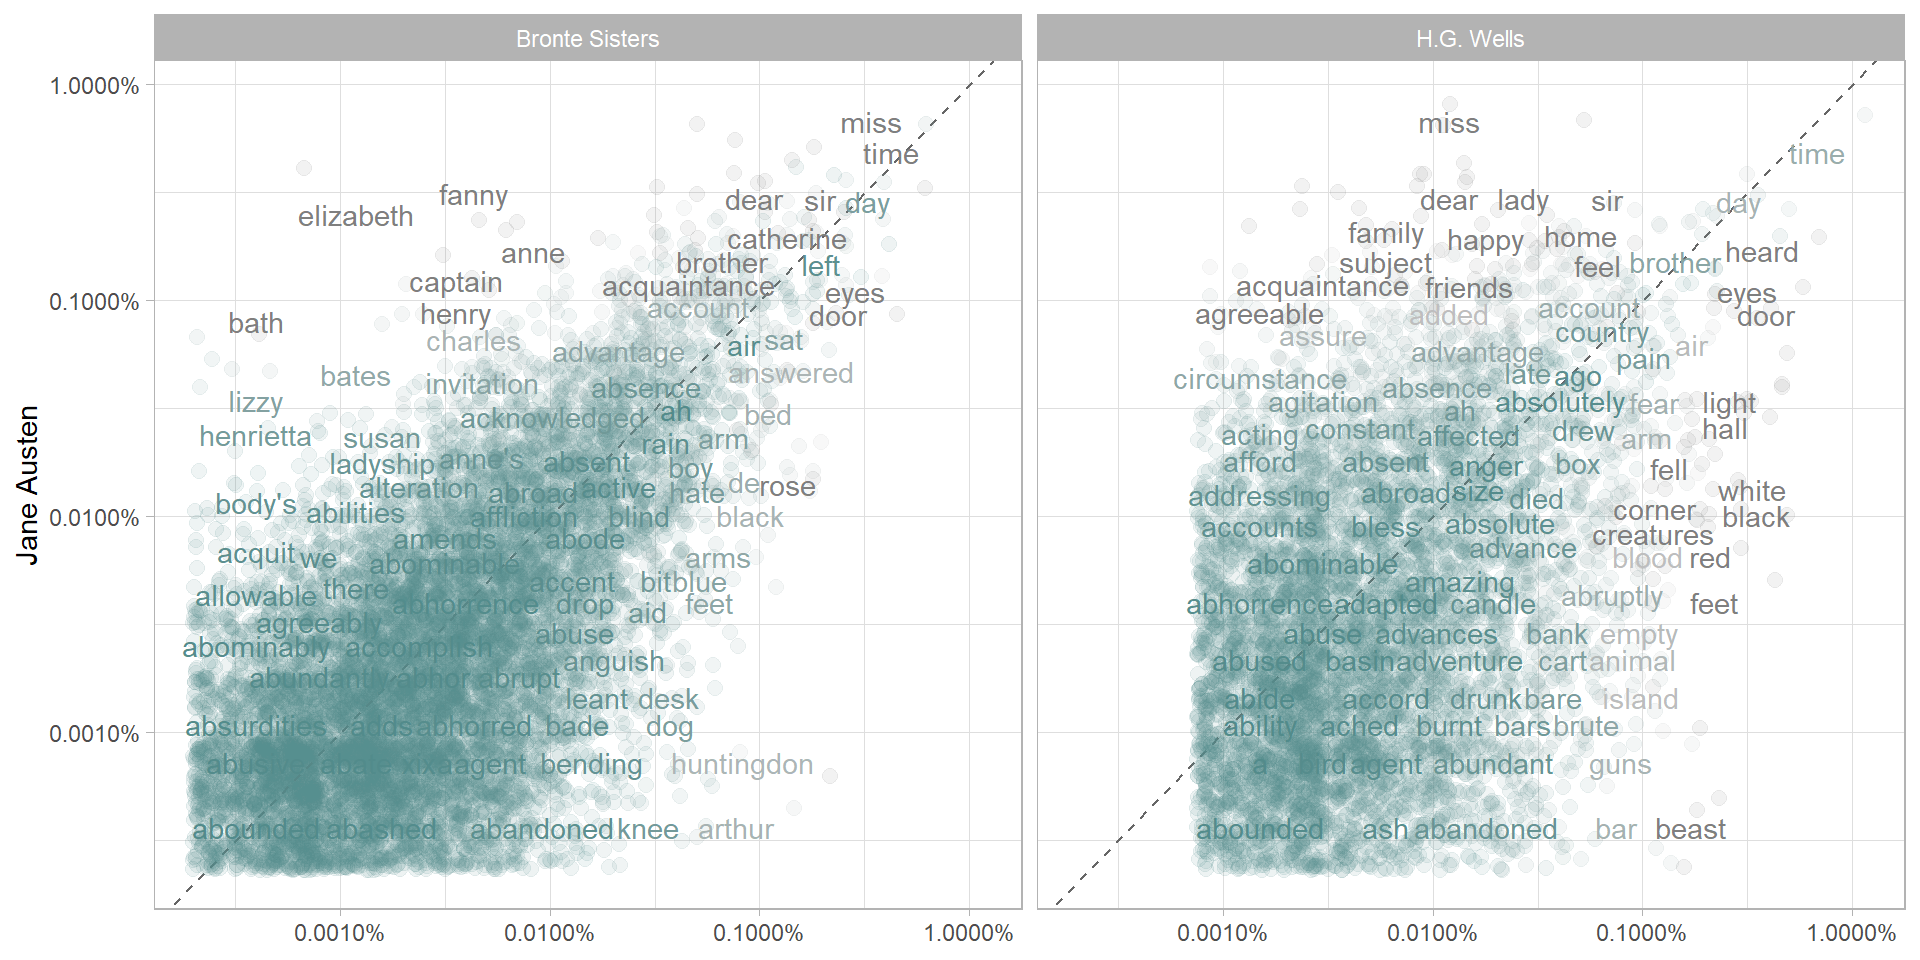 Bronte Sisters
H.G. Wells
Jane Austen
1.0000%
0.1000%
0.0100%
0.0010%
miss
time
fanny
elizabeth
dear sir day
catherine
anne
brother left
captain
acquaintance eyes
henry
account door
bath
charles
air sat
advantage
bates
invitation
answered
absence
lizzy
acknowledged ah bed
henrietta susan
rain arm
ladyship anne's absent boy
alteration abroad active hate de rose
body's abilities
affliction blind black
acquit we
amends abode
abominable arms
allowable there
accent bitblue
abhorrence drop aid feet
agreeably
abuse
abominably accomplish
anguish
abundantly abhor abrupt
leant desk
absurdities adds abhorred bade dog
abusive abate xixa agent bending huntingdon
abounded abashed abandoned knee arthur
0.0010% 0.0100% 0.1000% 1.0000%
miss
time
dear lady sir day
family happy home heard
subject feel brother
acquaintance friends eyes
agreeable added account door
assure country
advantage pain air
circumstance absence late ago
agitation ah absolutely fear light
acting constant affected drew arm hall
afford absent anger box fell
addressing abroad size died white
accounts bless absolute corner black
advance creatures
abominable blood red
amazing abruptly
abhorrence adapted candle feet
abuse advances bank empty
abused basin adventure cart animal
abide accord drunk bare island
ability ached burnt bars brute
a bird agent abundant guns
abounded ash abandoned bar beast
0.0010% 0.0100% 0.1000% 1.0000%